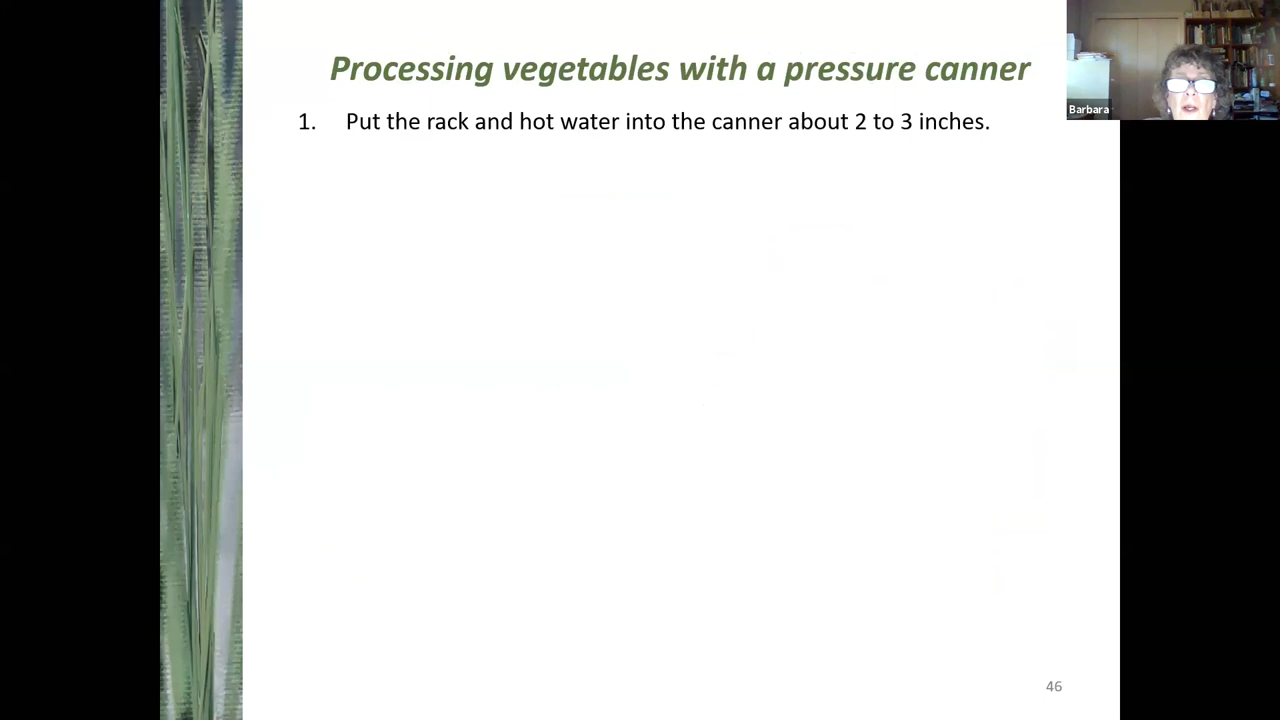 Processing vegetables with a pressure canner
1. Put the rack and hot water into the canner about 2 to 3 inches.
Barbara
46